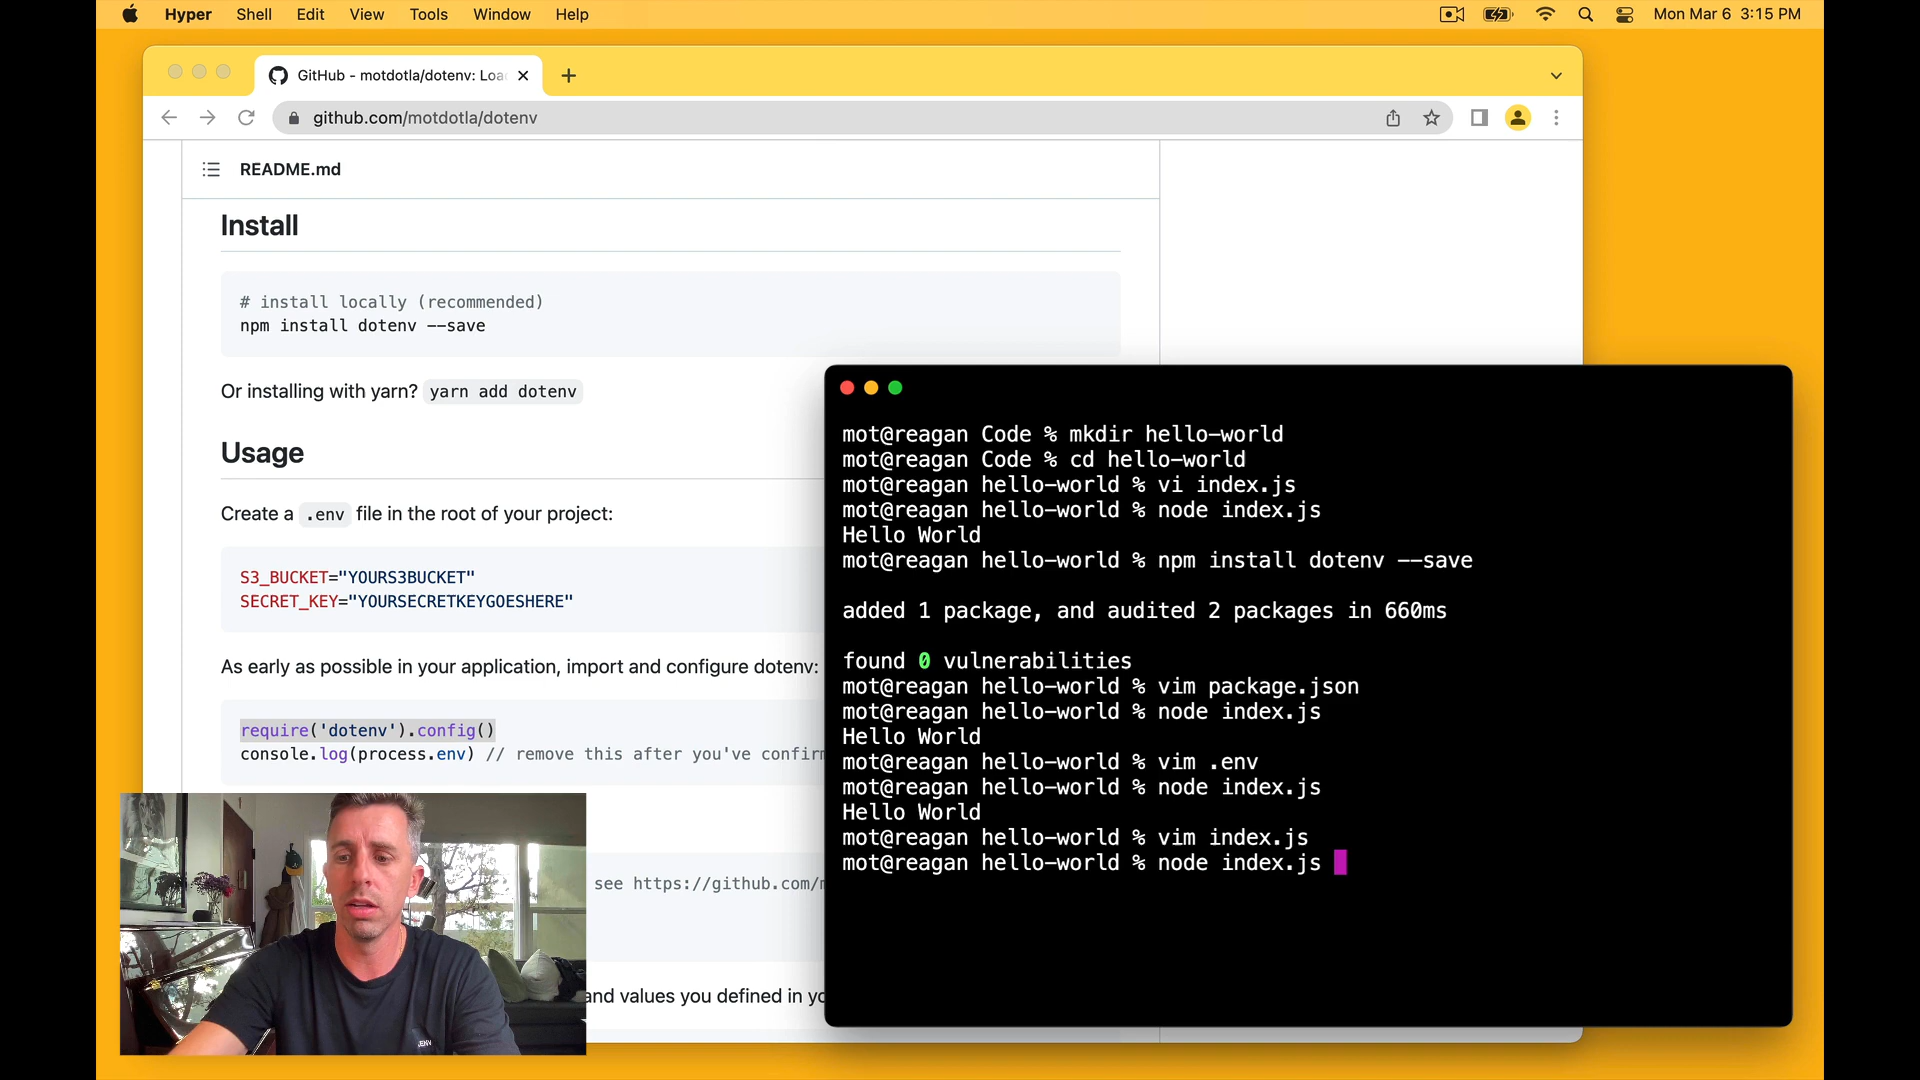 Hyper Shell Edit View Tools Window Help
Mon Mar 6 3:15 PM
GitHub - motdotla/dotenv: Loa
github.com/motdotla/dotenv
README.md
Install
# install locally (recommended)
npm install dotenv --save
Or installing with yarn? yarn add dotenv
Usage
Create a .env file in the root of your project:
S3_BUCKET="YOURS3BUCKET"
SECRET_KEY="YOURSECRETKEYGOESHERE"
As early as possible in your application, import and configure dotenv:
require('dotenv').config()
console.log(process.env) // remove this after you've confirm
see https://github.com/m
and values you defined in yo
mot@reagan Code % mkdir hello-world
mot@reagan Code % cd hello-world
mot@reagan hello-world % vi index.js
mot@reagan hello-world % node index.js
Hello World
mot@reagan hello-world % npm install dotenv --save
added 1 package, and audited 2 packages in 660ms
found 0 vulnerabilities
mot@reagan hello-world % vim package.json
mot@reagan hello-world % node index.js
Hello World
mot@reagan hello-world % vim .env
mot@reagan hello-world % node index.js
Hello World
mot@reagan hello-world % vim index.js
mot@reagan hello-world % node index.js